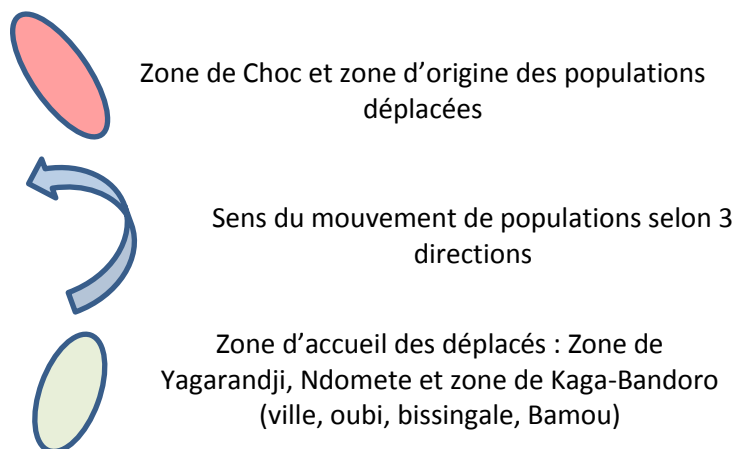 Zone de Choc et zone d’origine des populations
déplacées
Sens du mouvement de populations selon 3
directions
Zone d’accueil des déplacés : Zone de
Yagarandji, Ndomete et zone de Kaga-Bandoro
(ville, oubi, bissingale, Bamou)